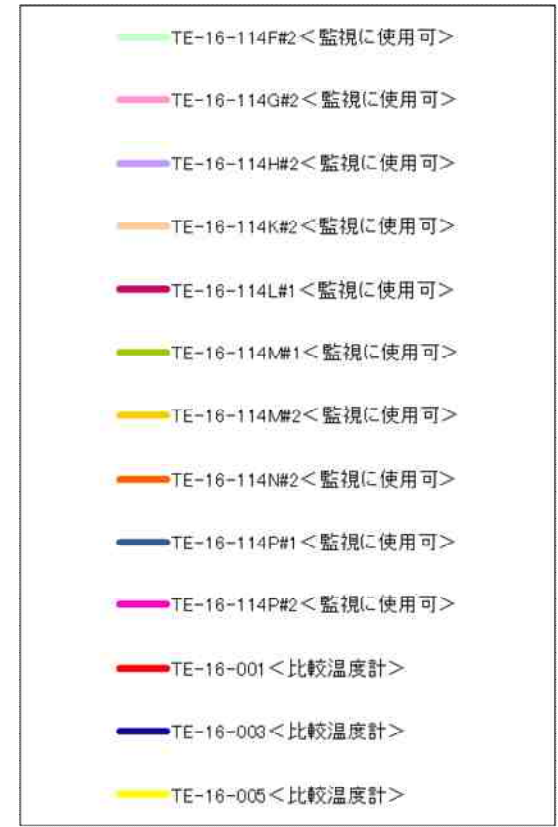 TE-16-114F#2＜監視に使用可＞
TE-16-114G#2＜監視に使用可＞
TE-16-114H#2＜監視に使用可＞
TE-16-114K#2＜監視に使用可＞
TE-16-114L#1＜監視に使用可＞
TE-16-114M#1＜監視に使用可＞
TE-16-114M#2＜監視に使用可＞
TE-16-114N#2＜監視に使用可＞
TE-16-114P#1＜監視に使用可＞
TE-16-114P#2＜監視に使用可＞
TE-16-001＜比較温度計＞
TE-16-003＜比較温度計＞
TE-16-005＜比較温度計＞